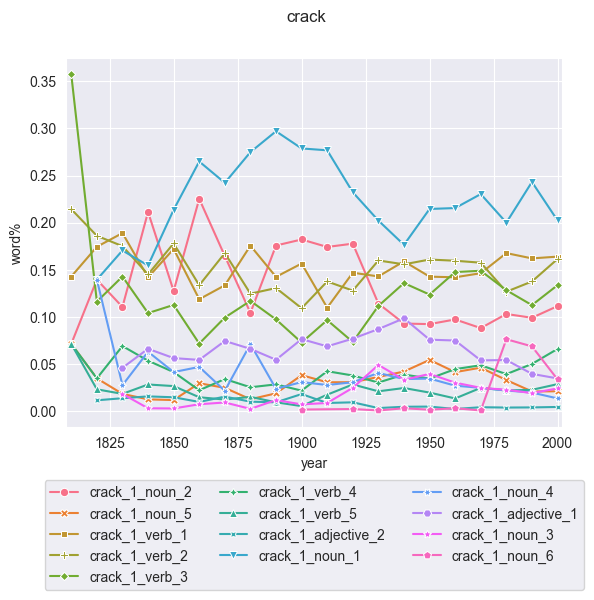 crack
0.35
0.30
0.25
0.20
0.15
0.10
0.05
0.00
word%
1825 1850 1875 1900 1925 1950 1975 2000
year
crack_1_noun_2 crack_1_verb_4 crack_1_noun_4
crack_1_noun_5 crack_1_verb_5 crack_1_adjective_1
crack_1_verb_1 crack_1_adjective_2 crack_1_noun_3
crack_1_verb_2 crack_1_noun_1 crack_1_noun_6
crack_1_verb_3